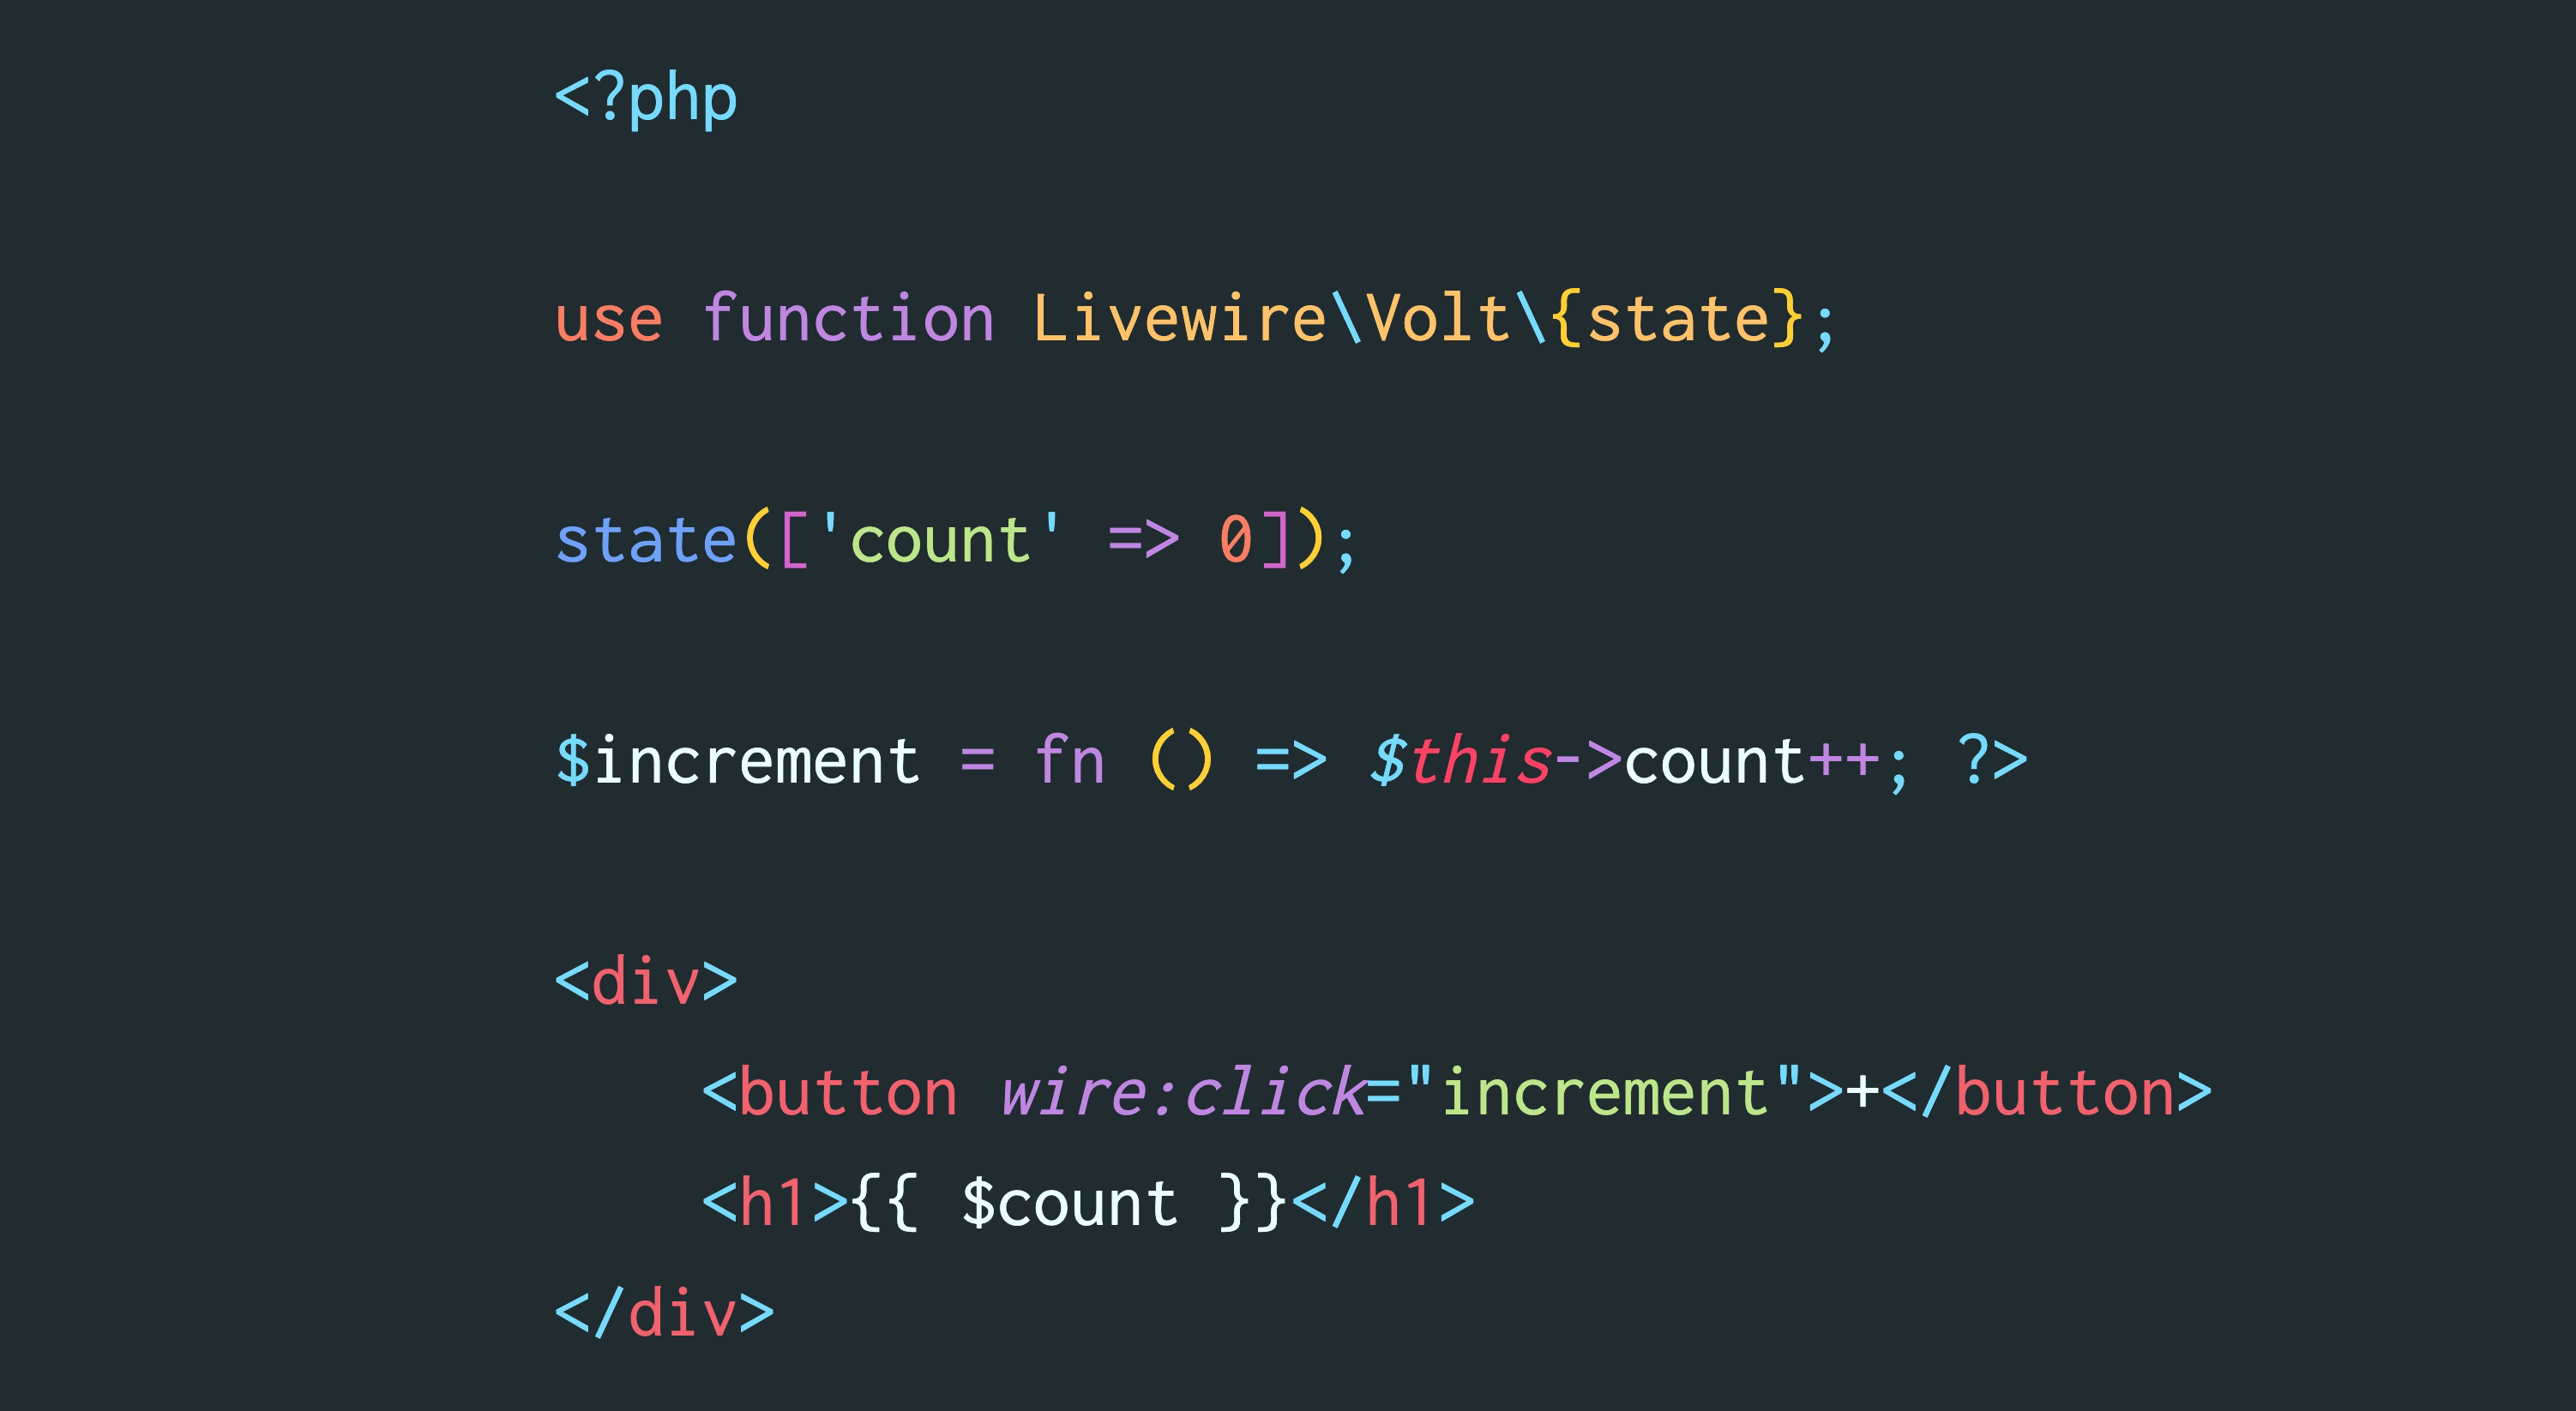 <?php
use function Livewire\Volt\{state};
state(['count' => 0]);
$increment = fn () => $this->count++; ?>
<div>
    <button wire:click="increment">+</button>
    <h1>{{ $count }}</h1>
</div>